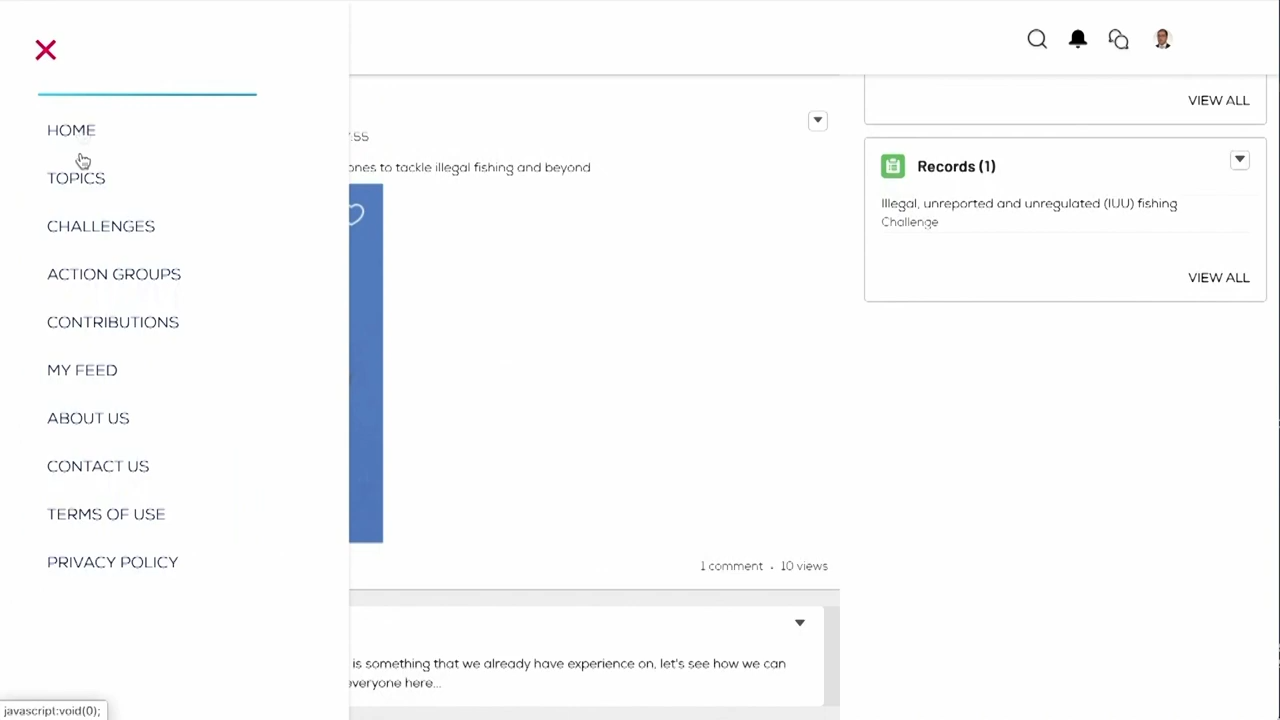 HOME
TOPICS
CHALLENGES
ACTION GROUPS
CONTRIBUTIONS
MY FEED
ABOUT US
CONTACT US
TERMS OF USE
PRIVACY POLICY
javascript:void(0);
:55
to tackle illegal fishing and beyond
1 comment • 10 views
is something that we already have experience on, let's see how we can
everyone here...
VIEW ALL
Records (1)
Illegal, unreported and unregulated (IUU) fishing
Challenge
VIEW ALL